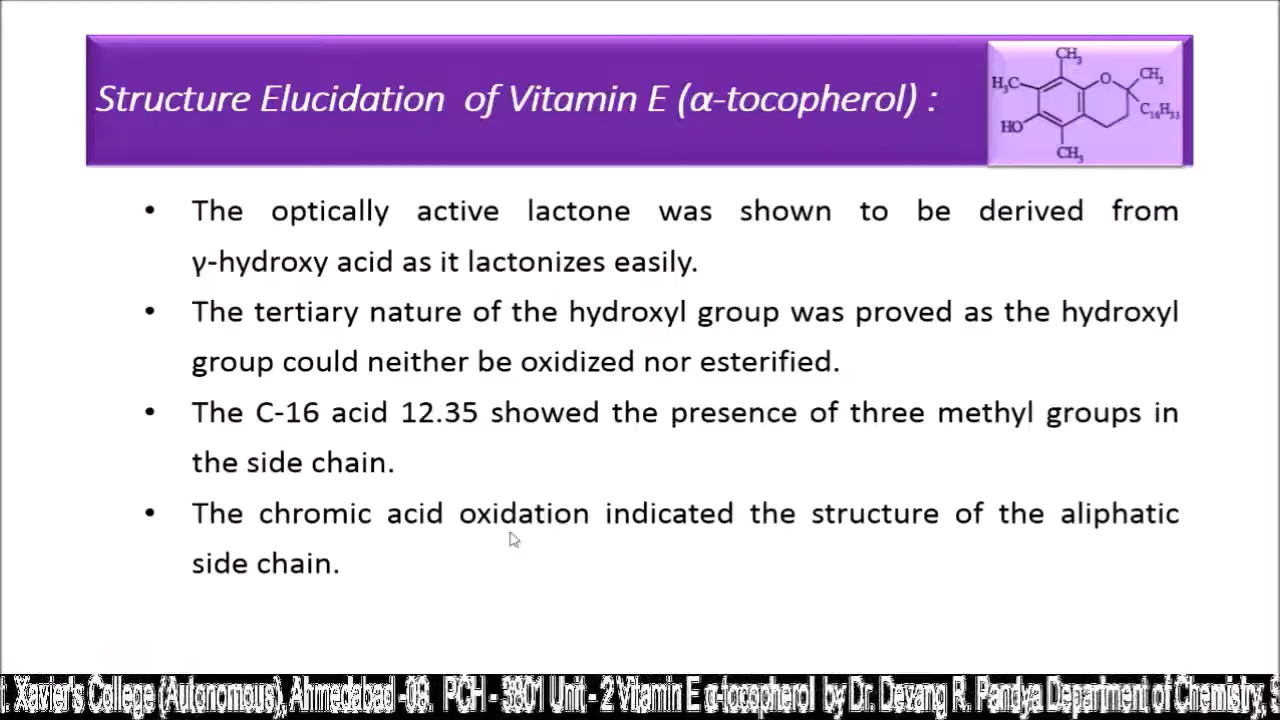 Structure Elucidation of Vitamin E (α-tocopherol) :
CH3
H3C
O
CH3
C16H33
HO
CH3
• The optically active lactone was shown to be derived from
γ-hydroxy acid as it lactonizes easily.
• The tertiary nature of the hydroxyl group was proved as the hydroxyl
group could neither be oxidized nor esterified.
• The C-16 acid 12.35 showed the presence of three methyl groups in
the side chain.
• The chromic acid oxidation indicated the structure of the aliphatic
side chain.
t. Xavier's College (Autonomous), Ahmedabad -09. PCH - 3801 Unit - 2 Vitamin E α-tocopherol by Dr. Devang R. Pandya Department of Chemistry, S